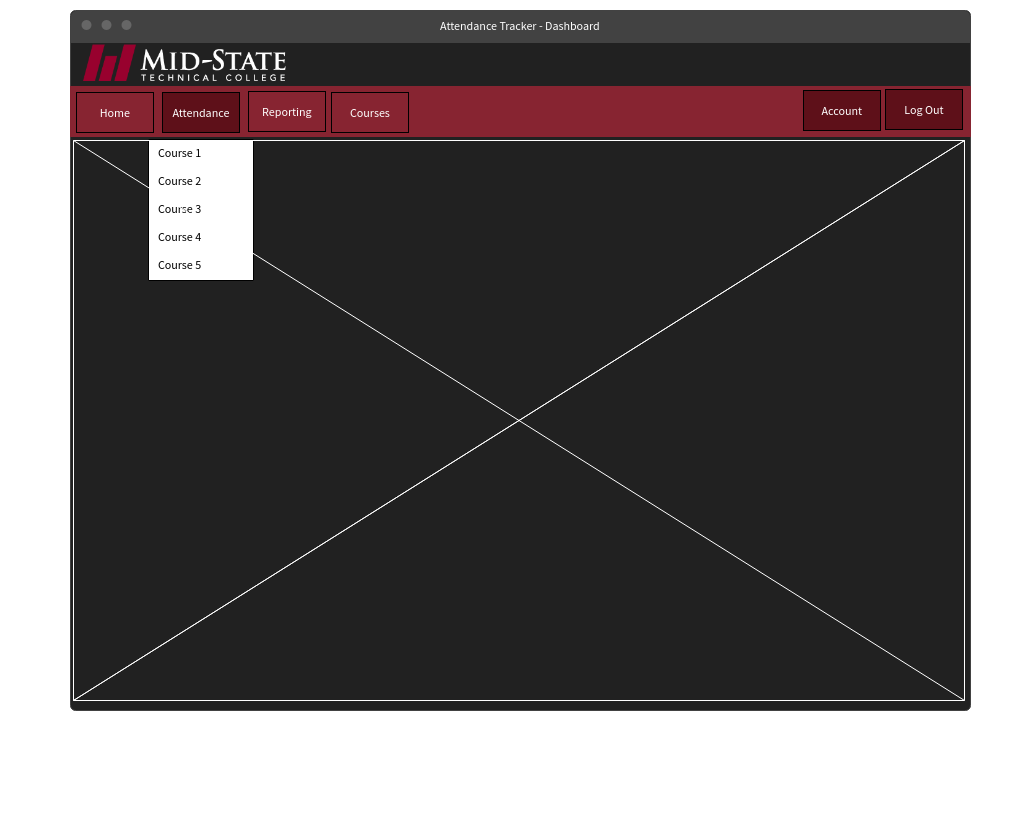 Attendance Tracker - Dashboard
MID-STATE
TECHNICAL COLLEGE
Home Attendance Reporting Courses Account Log Out
Course 1
Course 2
Course 3
Course 4
Course 5